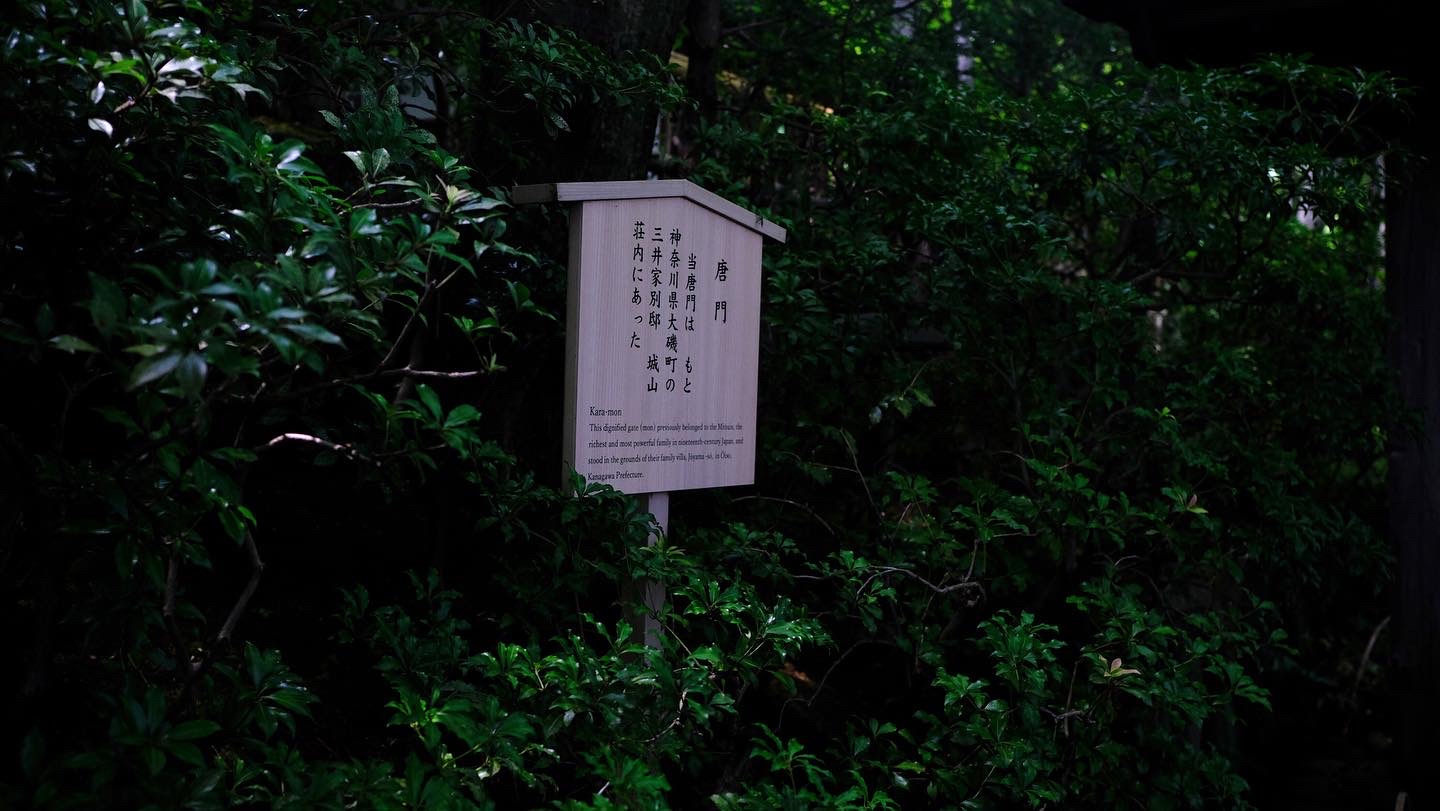 唐門
当唐門は もと
神奈川県大磯町の
三井家別邸 城山
荘内にあった
Kara-mon
This dignified gate (mon) previously belonged to the Mitsuis, the
richest and most powerful family in nineteenth-century Japan, and
stood in the grounds of their family villa, Joyama -so, in Oiso,
Kanagawa Prefecture.